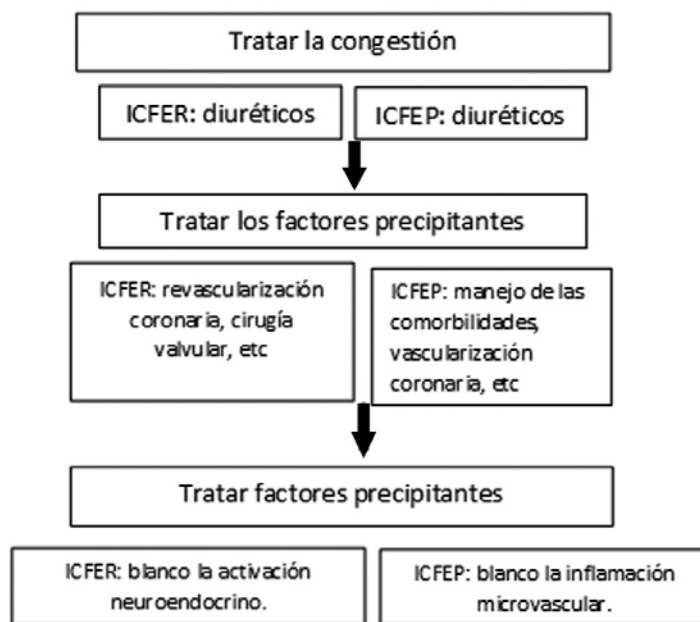 Tratar la congestión
ICFER: diuréticos
ICFEP: diuréticos
Tratar los factores precipitantes
ICFER: revascularización
coronaria, cirugía
valvular, etc
ICFEP: manejo de las
comorbilidades,
vascularización
coronaria, etc
Tratar factores precipitantes
ICFER: blanco la activación
neuroendocrino.
ICFEP: blanco la inflamación
microvascular.